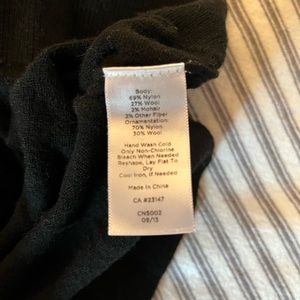 Body:
69% Nylon
27% Wool
2% Mohair
2% Other Fiber
Ornamentation:
70% Nylon
30% Wool
Hand Wash Cold
Only Non-Chlorine
Bleach When Needed
Reshape, Lay Flat To
Dry
Cool Iron, If Needed
Made In China
CA #23147
CNS002
09/13